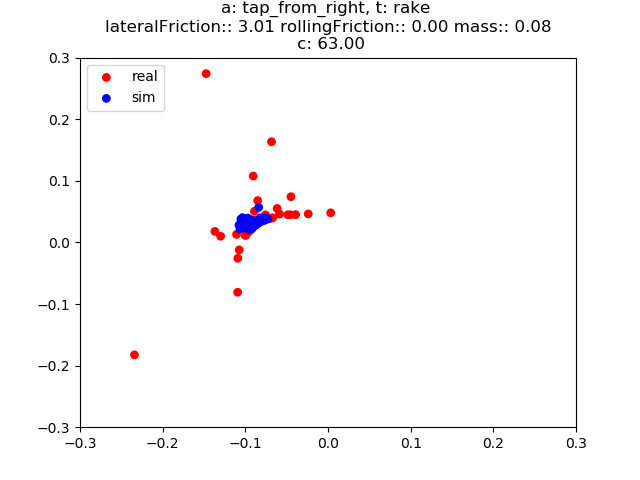 a: tap_from_right, t: rake
lateralFriction:: 3.01 rollingFriction:: 0.00 mass:: 0.08
c: 63.00
real
sim
0.3
0.2
0.1
0.0
−0.1
−0.2
−0.3
−0.3
−0.2
−0.1
0.0
0.1
0.2
0.3